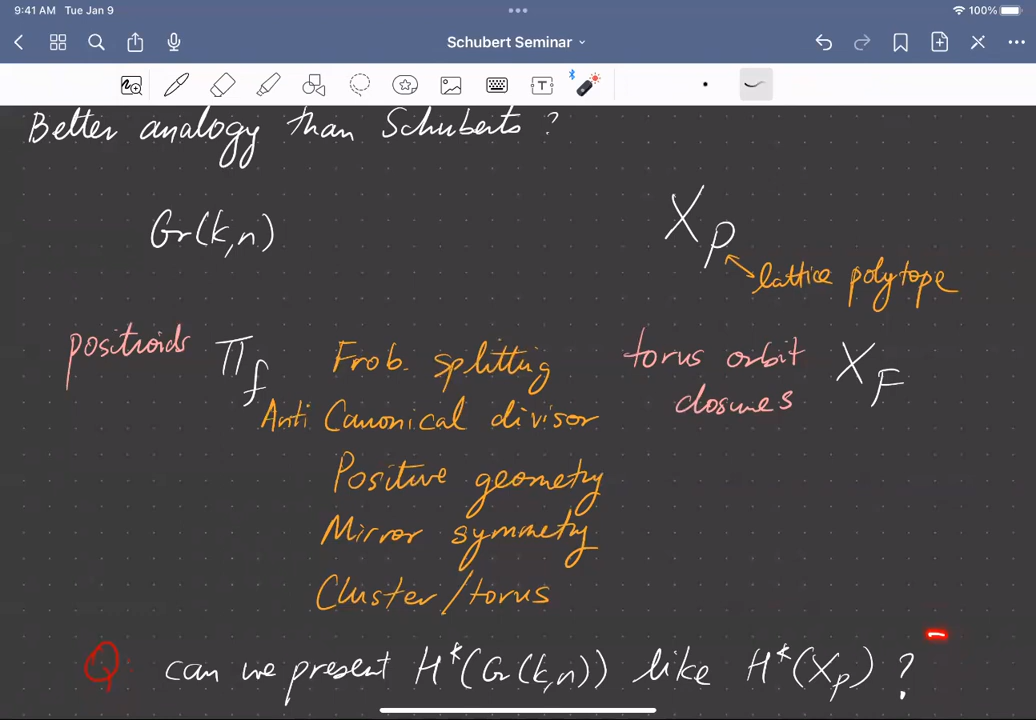 9:41 AM Tue Jan 9
100%
Schubert Seminar
T
Better analogy than Schuberts ?
Gr(k,n)
X_P
lattice polytope
positroids Π_f
Frob. splitting
torus orbit closures X_F
Anti Canonical divisor
Positive geometry
Mirror symmetry
Cluster/torus
Q can we present H*(Gr(k,n)) like H*(X_P) ?